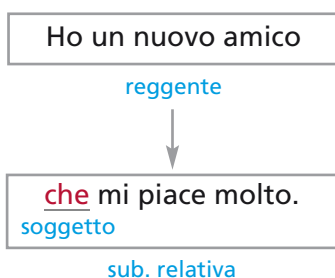 Ho un nuovo amico
reggente
che mi piace molto.
soggetto
sub. relativa